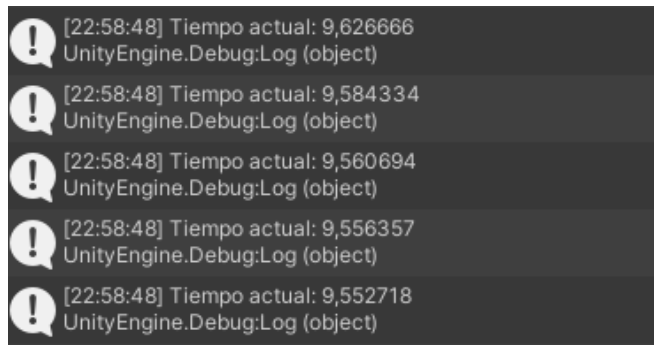 [22:58:48] Tiempo actual: 9,626666
UnityEngine.Debug:Log (object)
[22:58:48] Tiempo actual: 9,584334
UnityEngine.Debug:Log (object)
[22:58:48] Tiempo actual: 9,560694
UnityEngine.Debug:Log (object)
[22:58:48] Tiempo actual: 9,556357
UnityEngine.Debug:Log (object)
[22:58:48] Tiempo actual: 9,552718
UnityEngine.Debug:Log (object)